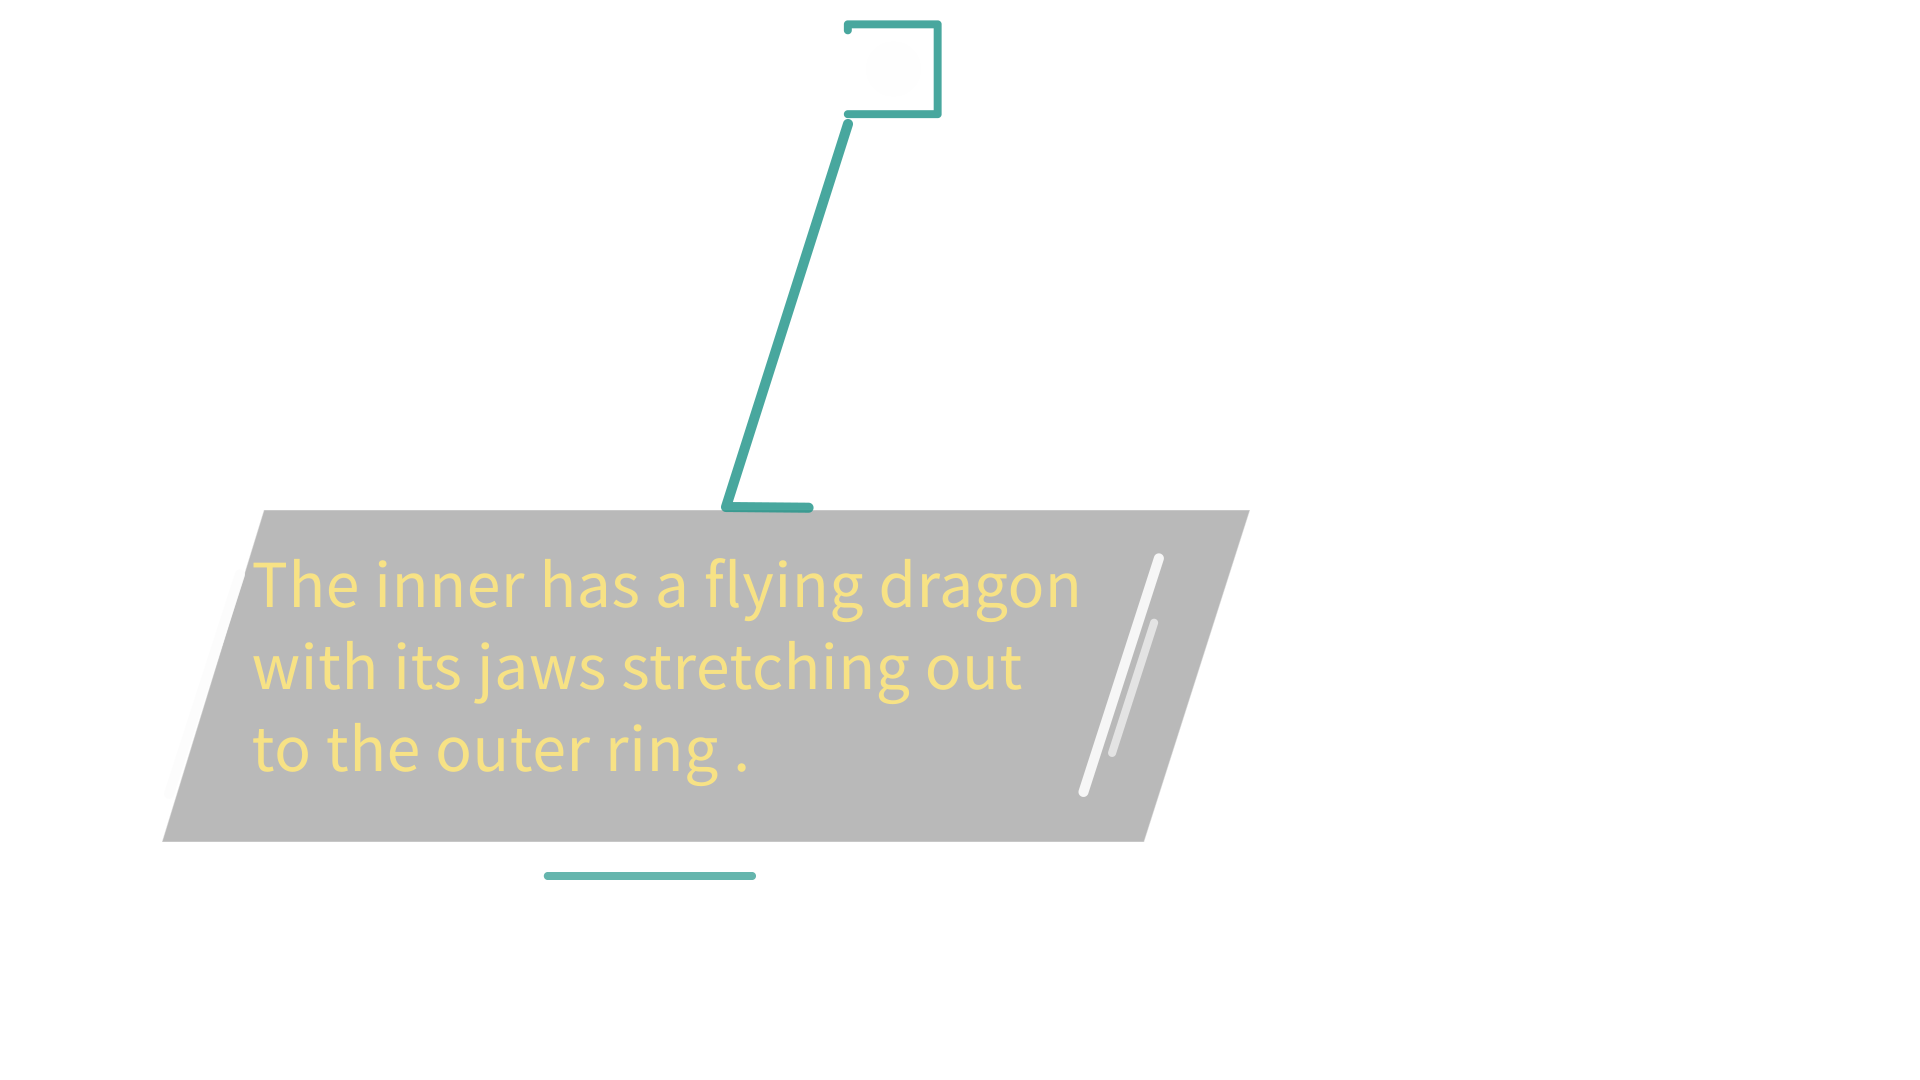 The inner has a flying dragon
with its jaws stretching out
to the outer ring .